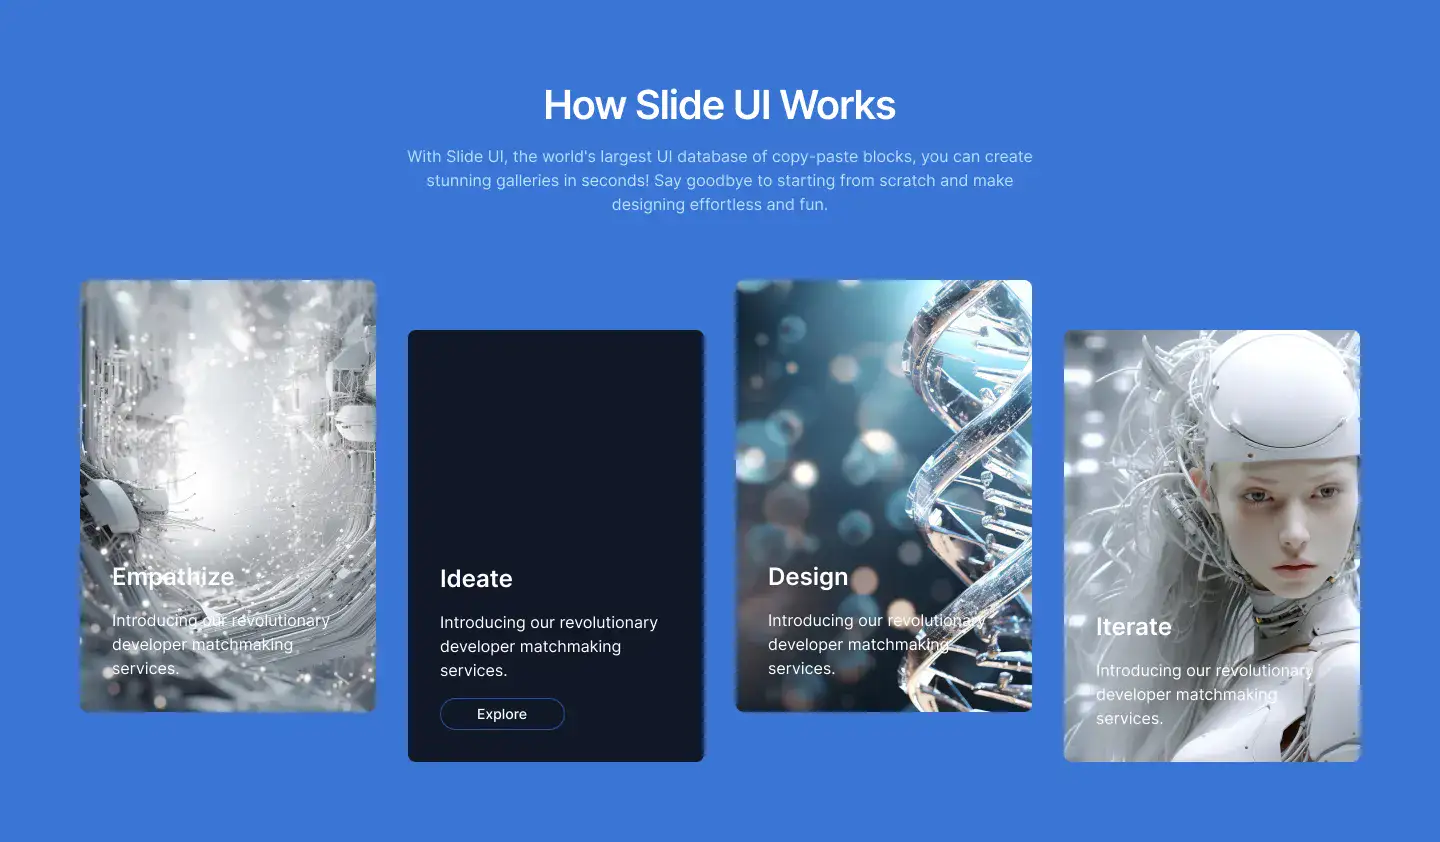 How Slide UI Works
With Slide UI, the world's largest UI database of copy-paste blocks, you can create
stunning galleries in seconds! Say goodbye to starting from scratch and make
designing effortless and fun.
Empathize
Introducing our revolutionary
developer matchmaking
services.
Ideate
Introducing our revolutionary
developer matchmaking
services.
Explore
Design
Introducing our revolutionary
developer matchmaking
services.
Iterate
Introducing our revolutionary
developer matchmaking
services.